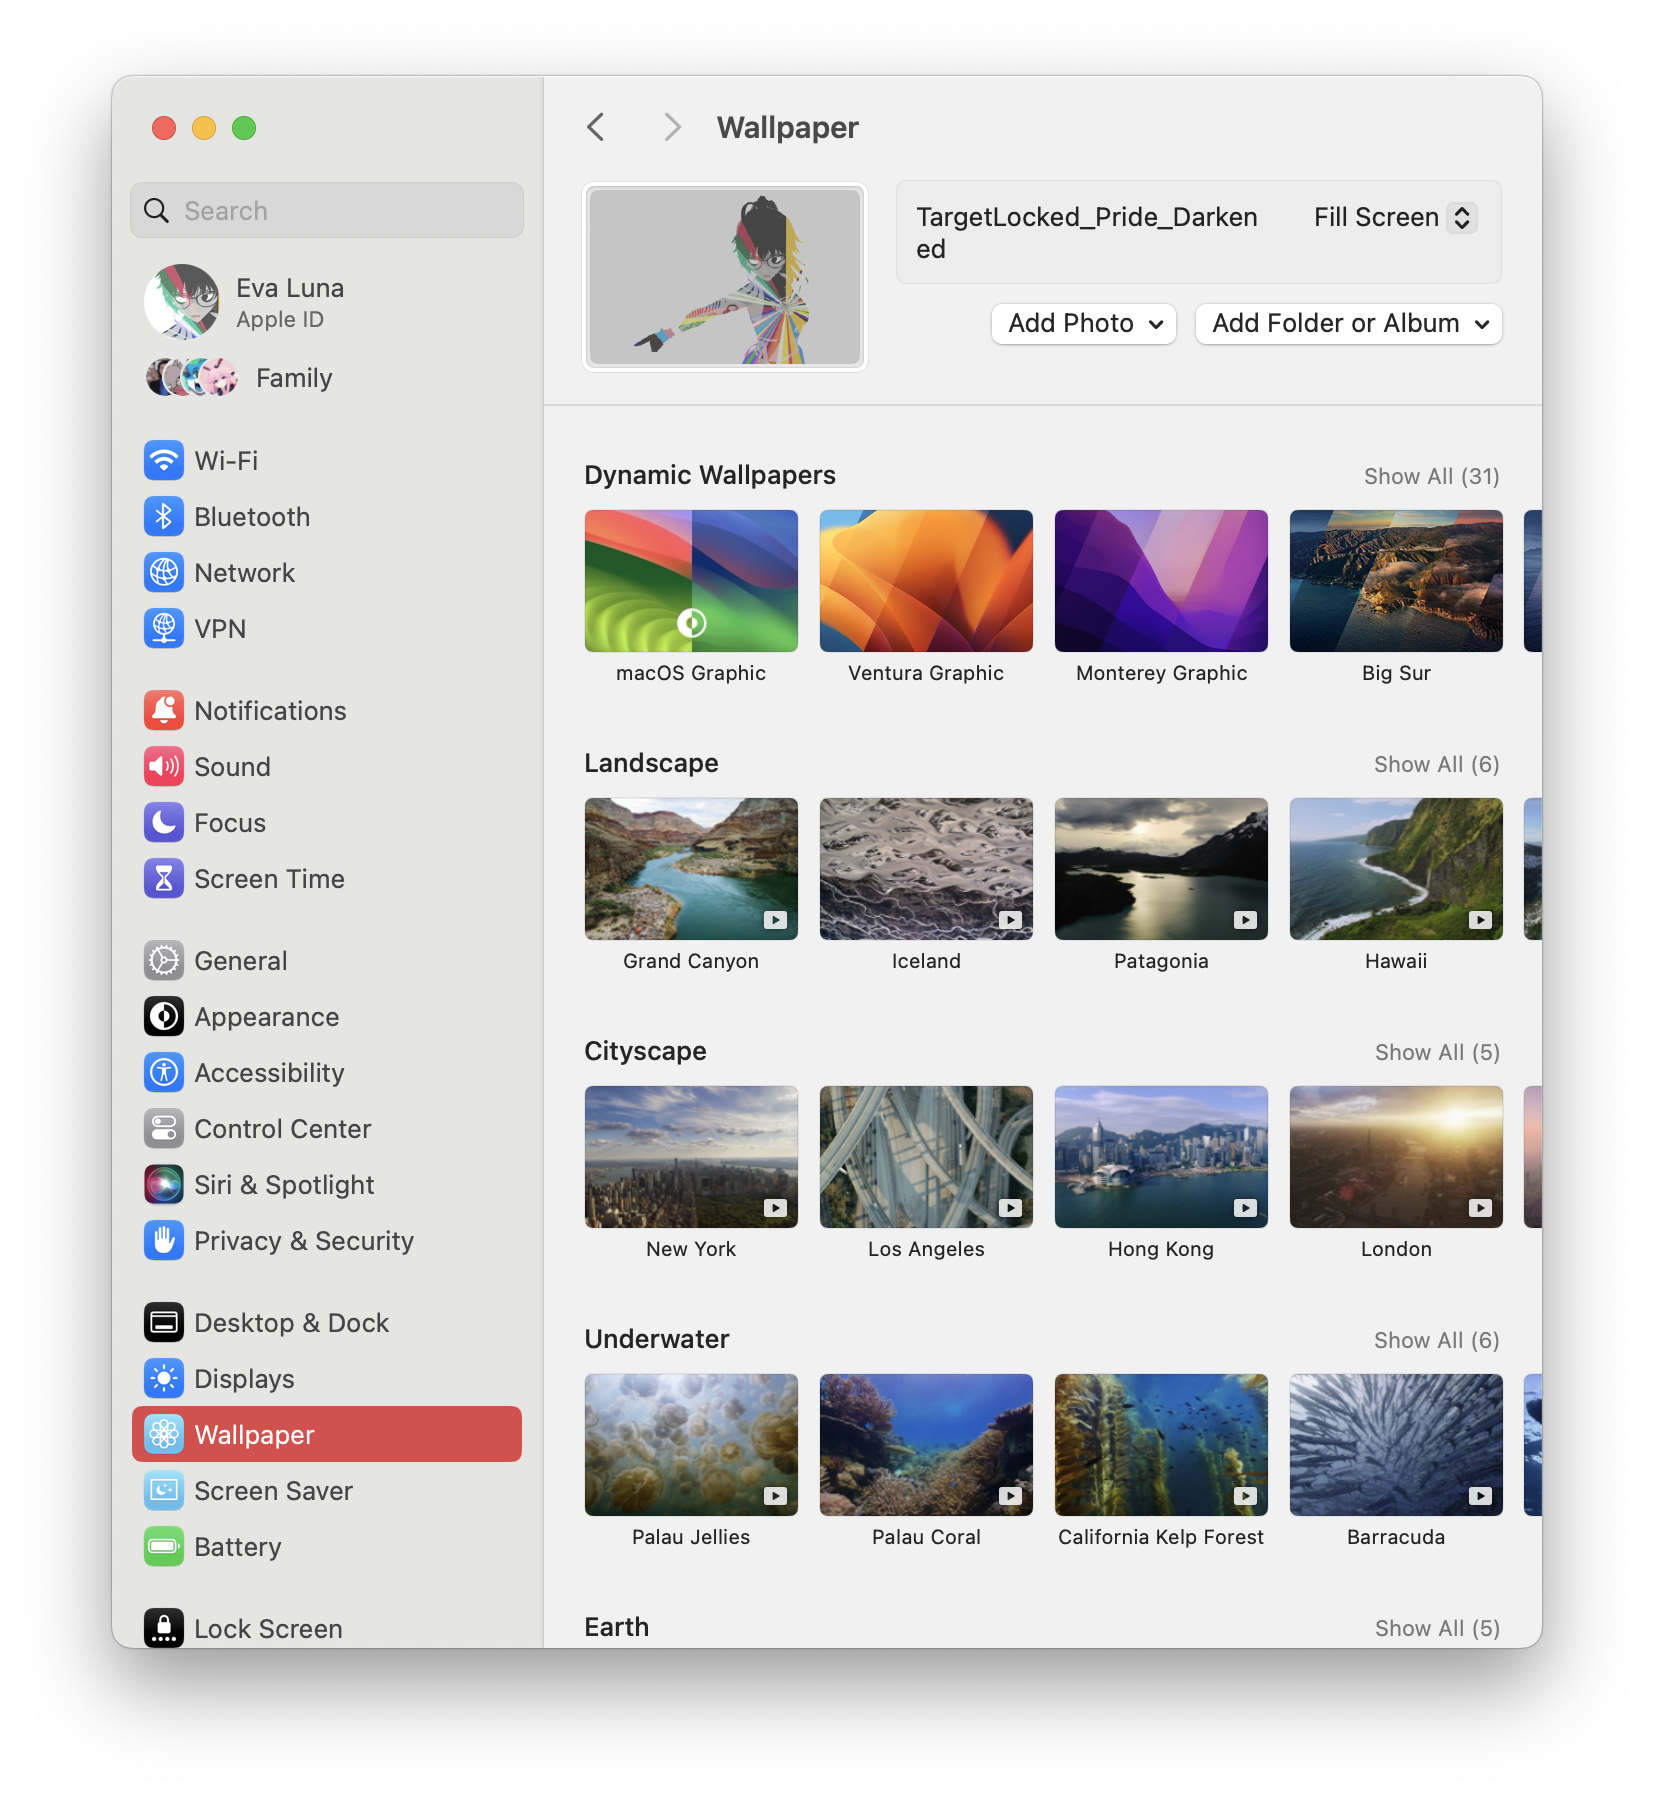 Search
Eva Luna
Apple ID
Family
Wi-Fi
Bluetooth
Network
VPN
Notifications
Sound
Focus
Screen Time
General
Appearance
Accessibility
Control Center
Siri & Spotlight
Privacy & Security
Desktop & Dock
Displays
Wallpaper
Screen Saver
Battery
Lock Screen
Wallpaper
TargetLocked_Pride_Darken
ed
Fill Screen
Add Photo
Add Folder or Album
Dynamic Wallpapers
Show All (31)
macOS Graphic
Ventura Graphic
Monterey Graphic
Big Sur
Landscape
Show All (6)
Grand Canyon
Iceland
Patagonia
Hawaii
Cityscape
Show All (5)
New York
Los Angeles
Hong Kong
London
Underwater
Show All (6)
Palau Jellies
Palau Coral
California Kelp Forest
Barracuda
Earth
Show All (5)